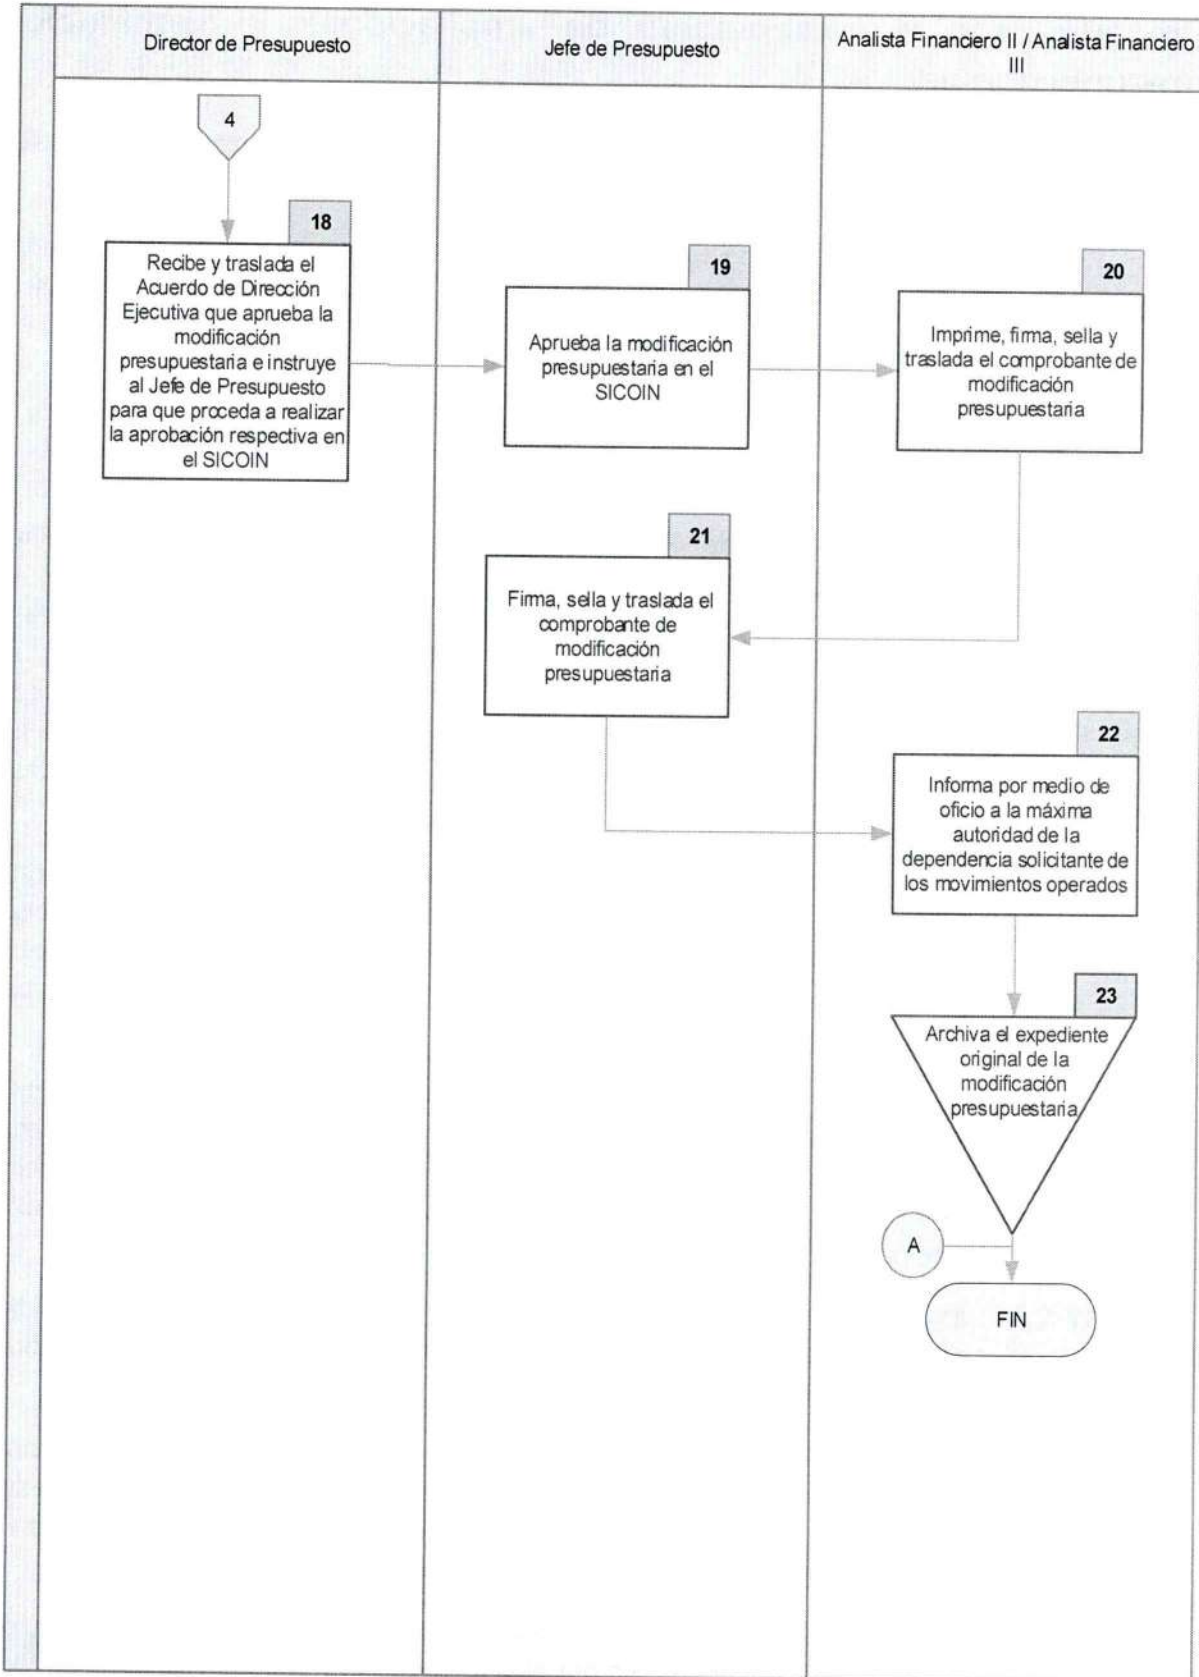 Director de Presupuesto
Jefe de Presupuesto
Analista Financiero II / Analista Financiero
III
4
18
Recibe y traslada el
Acuerdo de Dirección
Ejecutiva que aprueba la
modificación
presupuestaria e instruye
al Jefe de Presupuesto
para que proceda a realizar
la aprobación respectiva en
el SICOIN
19
Aprueba la modificación
presupuestaria en el
SICOIN
20
Imprime, firma, sella y
traslada el comprobante de
modificación
presupuestaria
21
Firma, sella y traslada el
comprobante de
modificación
presupuestaria
22
Informa por medio de
oficio a la máxima
autoridad de la
dependencia solicitante de
los movimientos operados
23
Archiva el expediente
original de la
modificación
presupuestaria
A
FIN